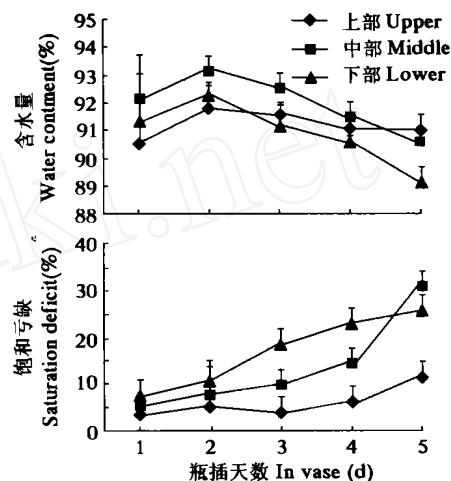 上部 Upper
中部 Middle
下部 Lower
含水量
Water contment(%)
95
94
93
92
91
90
89
88
饱和亏缺
Saturation deficit(%)
40
30
20
10
0
1 2 3 4 5
瓶插天数 In vase (d)